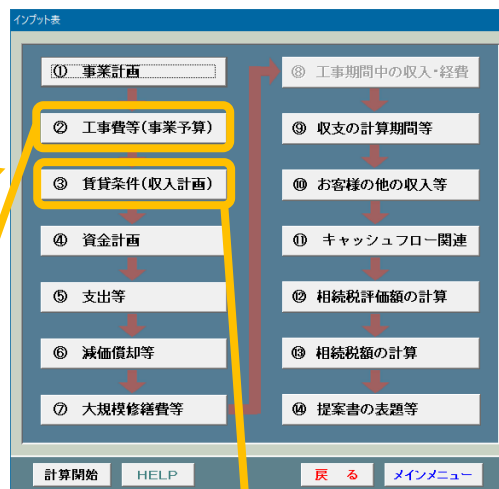 インプット表
① 事業計画
② 工事費等(事業予算)
③ 賃貸条件(収入計画)
④ 資金計画
⑤ 支出等
⑥ 減価償却等
⑦ 大規模修繕費等
⑧ 工事期間中の収入・経費
⑨ 収支の計算期間等
⑩ お客様の他の収入等
⑪ キャッシュフロー関連
⑫ 相続税評価額の計算
⑬ 相続税額の計算
⑭ 提案書の表題等
計算開始 HELP 戻る メインメニュー